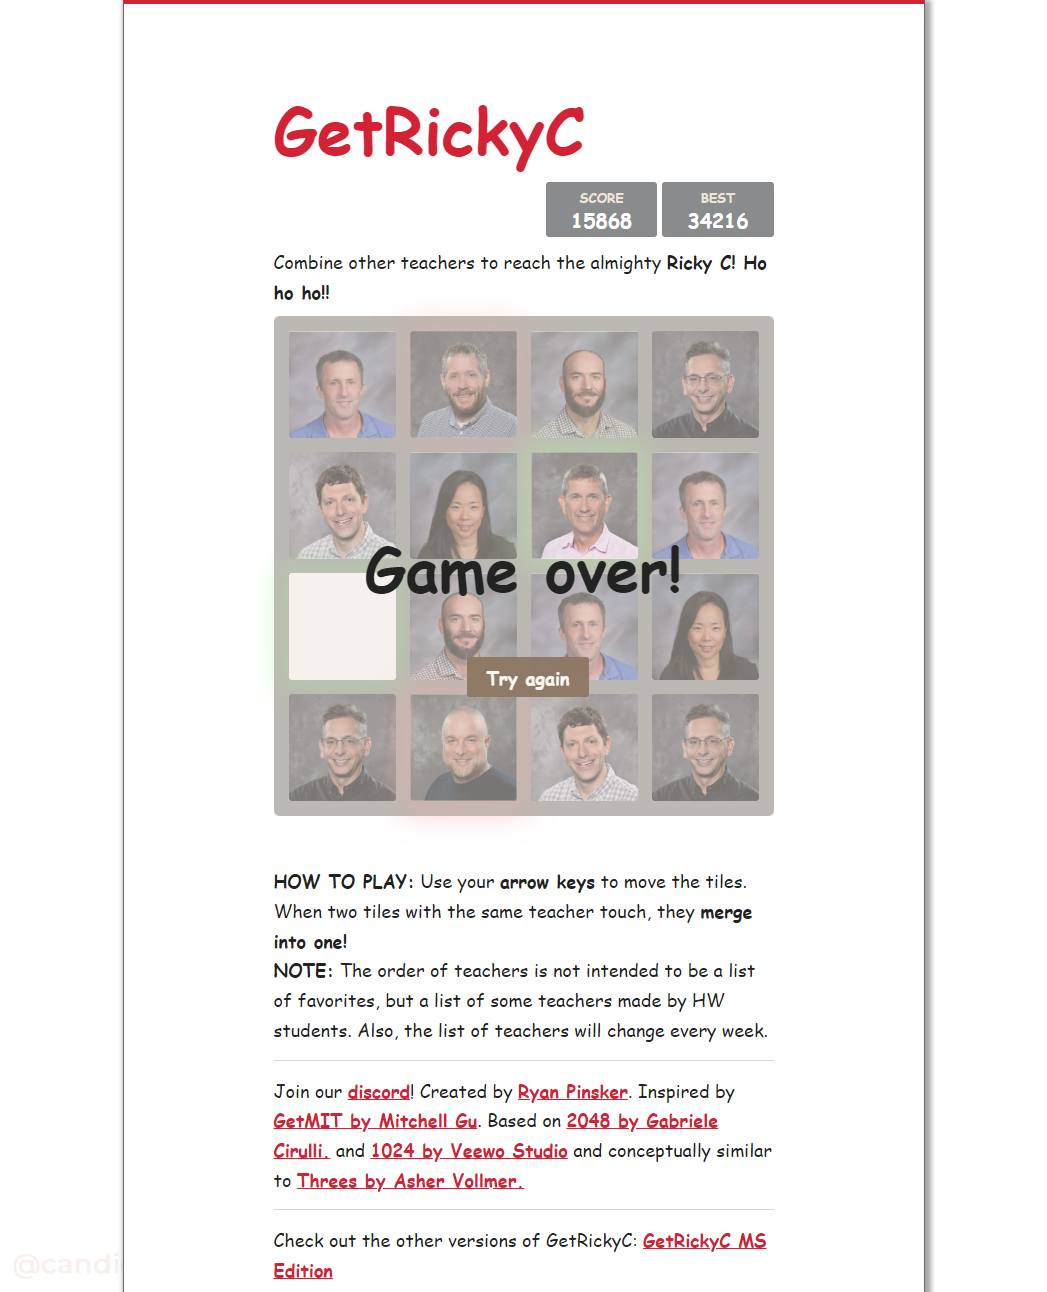 GetRickyC
SCORE
15868
BEST
34216
Combine other teachers to reach the almighty Ricky C! Ho
ho ho!!
Game over!
Try again
HOW TO PLAY: Use your arrow keys to move the tiles.
When two tiles with the same teacher touch, they merge
into one!
NOTE: The order of teachers is not intended to be a list
of favorites, but a list of some teachers made by HW
students. Also, the list of teachers will change every week.
Join our discord! Created by Ryan Pinsker. Inspired by
GetMIT by Mitchell Gu. Based on 2048 by Gabriele
Cirulli. and 1024 by Veewo Studio and conceptually similar
to Threes by Asher Vollmer.
Check out the other versions of GetRickyC: GetRickyC MS
Edition